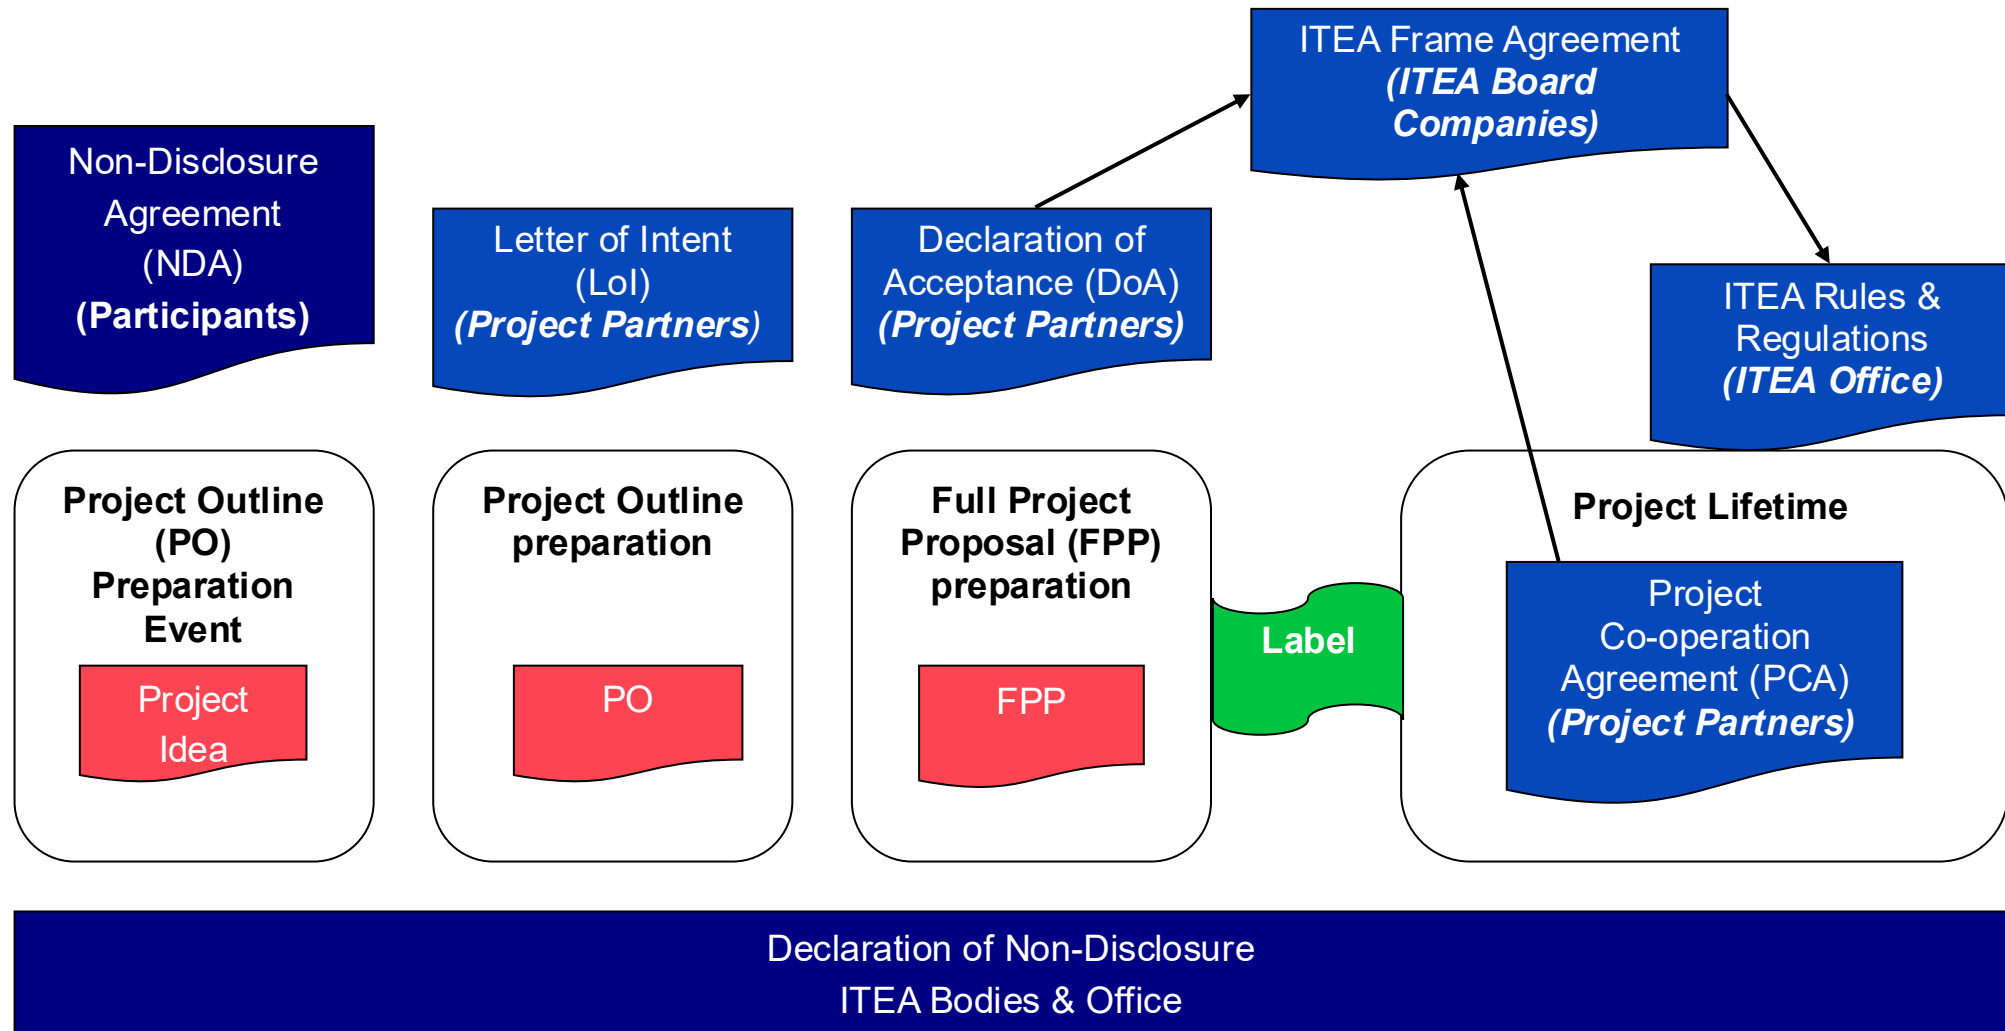 ITEA Frame Agreement
(ITEA Board
Companies)
Non-Disclosure
Agreement
(NDA)
(Participants)
Letter of Intent
(LoI)
(Project Partners)
Declaration of
Acceptance (DoA)
(Project Partners)
ITEA Rules &
Regulations
(ITEA Office)
Project Outline
(PO)
Preparation
Event
Project
Idea
Project Outline
preparation
PO
Full Project
Proposal (FPP)
preparation
FPP
Label
Project Lifetime
Project
Co-operation
Agreement (PCA)
(Project Partners)
Declaration of Non-Disclosure
ITEA Bodies & Office